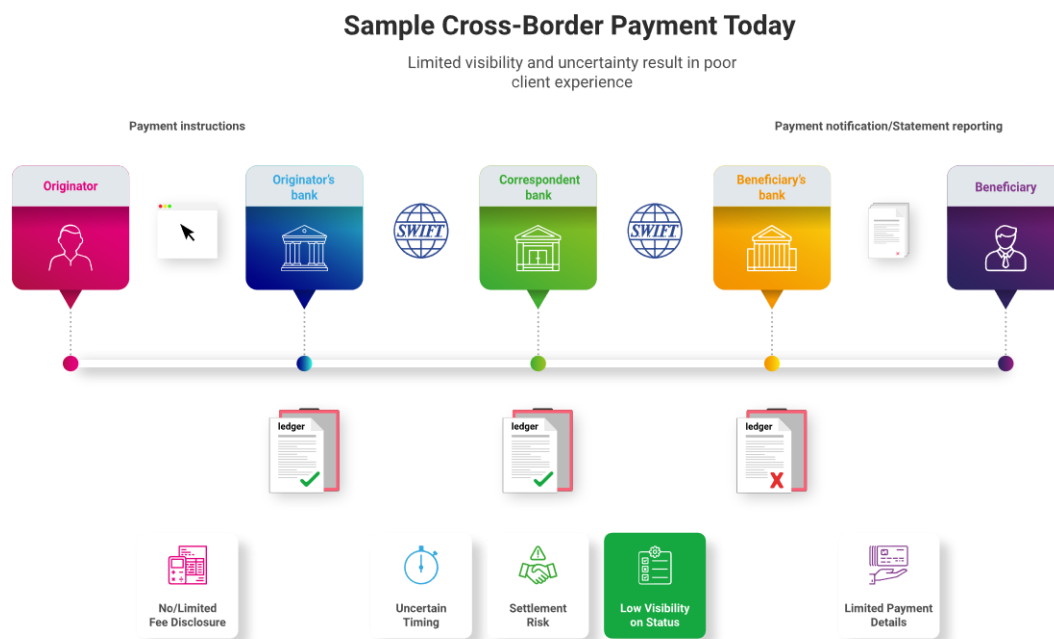 Sample Cross-Border Payment Today
Limited visibility and uncertainty result in poor
client experience
Payment instructions
Payment notification/Statement reporting
Originator
Originator's
bank
Correspondent
bank
Beneficiary's
bank
Beneficiary
SWIFT
SWIFT
ledger
ledger
ledger
No/Limited
Fee Disclosure
Uncertain
Timing
Settlement
Risk
Low Visibility
on Status
Limited Payment
Details